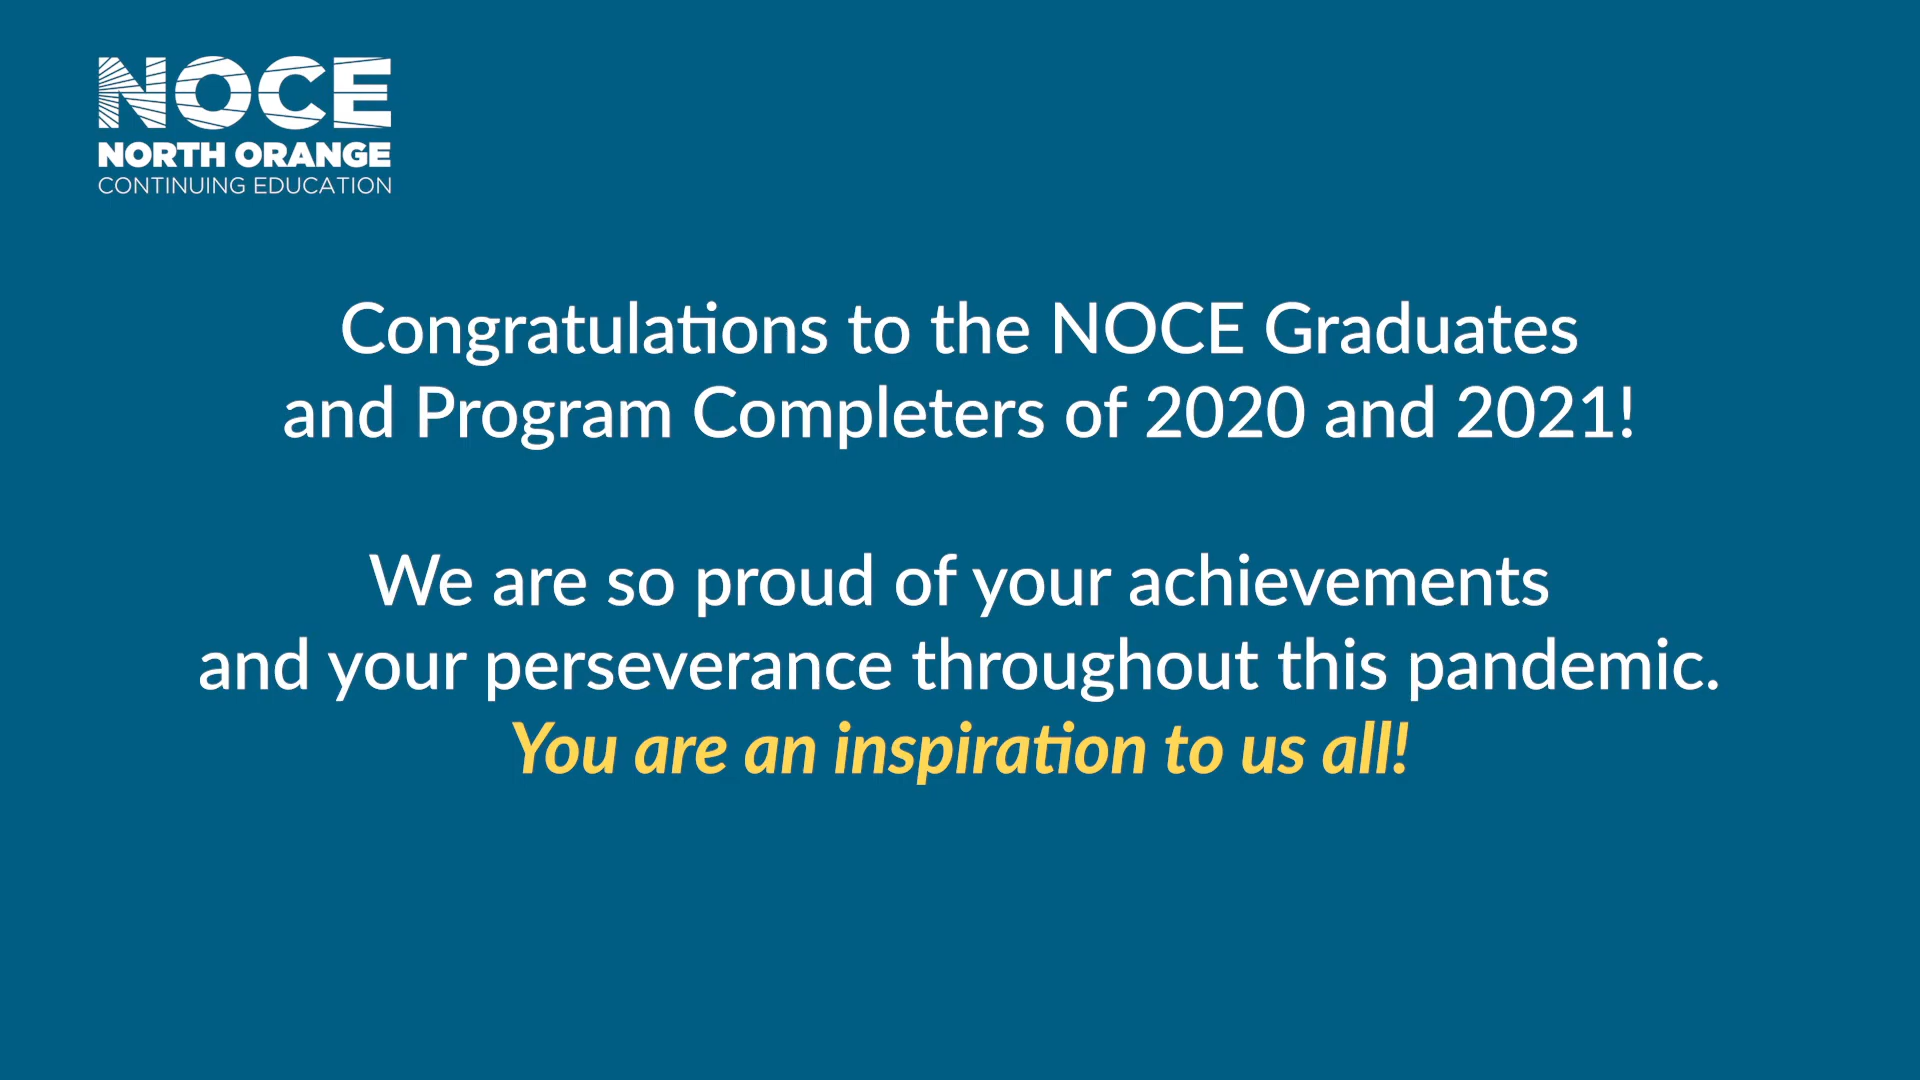 NOCE
NORTH ORANGE
CONTINUING EDUCATION
Congratulations to the NOCE Graduates
and Program Completers of 2020 and 2021!
We are so proud of your achievements
and your perseverance throughout this pandemic.
You are an inspiration to us all!